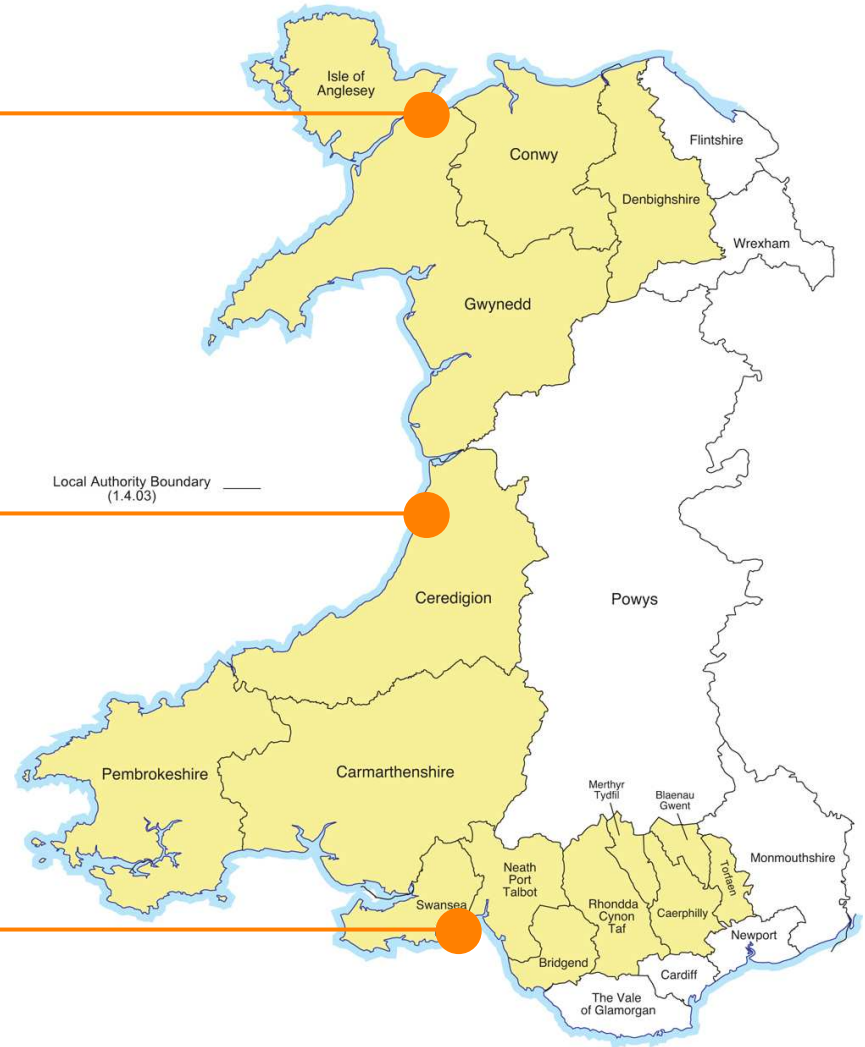 Isle of
Anglesey
Flintshire
Conwy
Denbighshire
Wrexham
Gwynedd
Local Authority Boundary
(1.4.03)
Ceredigion
Powys
Pembrokeshire
Carmarthenshire
Merthyr
Tydfil
Blaenau
Gwent
Monmouthshire
Neath
Port
Talbot
Torfaen
Swansea
Rhondda
Cynon
Taf
Caerphilly
Newport
Bridgend
Cardiff
The Vale
of Glamorgan